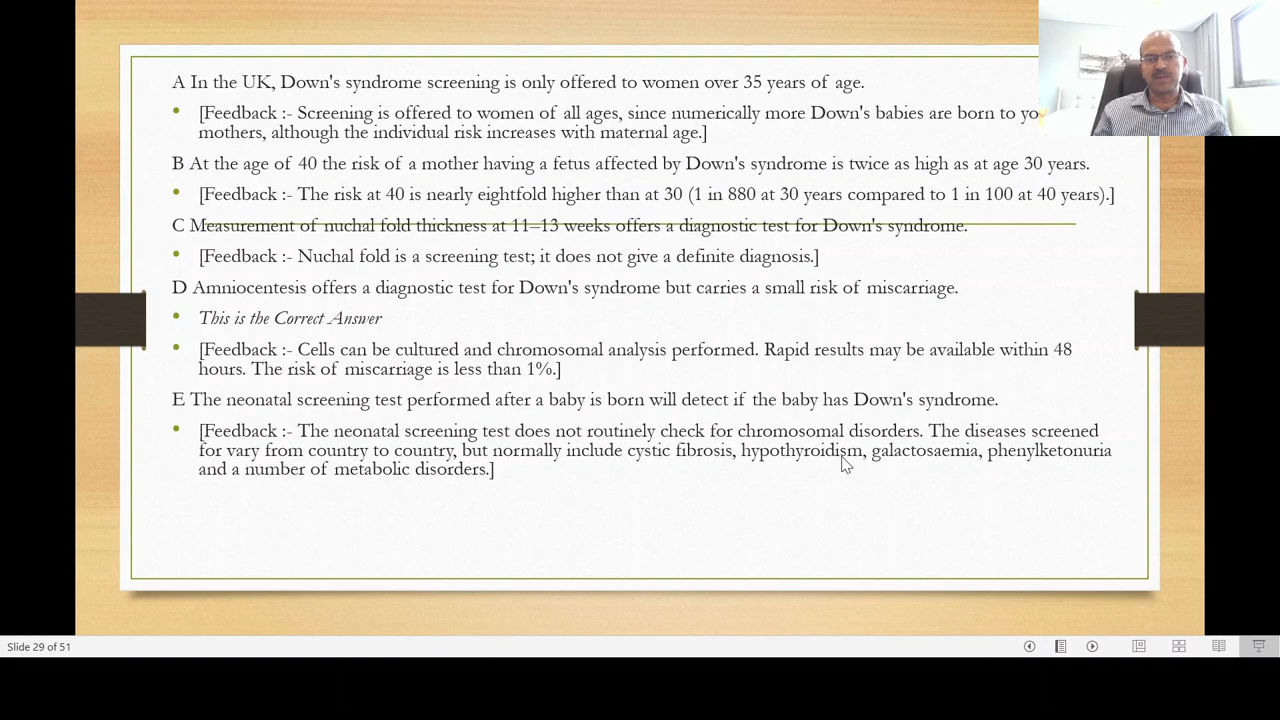 A In the UK, Down's syndrome screening is only offered to women over 35 years of age.
[Feedback :- Screening is offered to women of all ages, since numerically more Down's babies are born to
mothers, although the individual risk increases with maternal age.]
B At the age of 40 the risk of a mother having a fetus affected by Down's syndrome is twice as high as at age 30 years.
[Feedback :- The risk at 40 is nearly eightfold higher than at 30 (1 in 880 at 30 years compared to 1 in 100 at 40 years).]
C Measurement of nuchal fold thickness at 11–13 weeks offers a diagnostic test for Down's syndrome.
[Feedback :- Nuchal fold is a screening test; it does not give a definite diagnosis.]
D Amniocentesis offers a diagnostic test for Down's syndrome but carries a small risk of miscarriage.
This is the Correct Answer
[Feedback :- Cells can be cultured and chromosomal analysis performed. Rapid results may be available within 48
hours. The risk of miscarriage is less than 1%.]
E The neonatal screening test performed after a baby is born will detect if the baby has Down's syndrome.
[Feedback :- The neonatal screening test does not routinely check for chromosomal disorders. The diseases screened
for vary from country to country, but normally include cystic fibrosis, hypothyroidism, galactosaemia, phenylketonuria
and a number of metabolic disorders.]
Slide 29 of 51